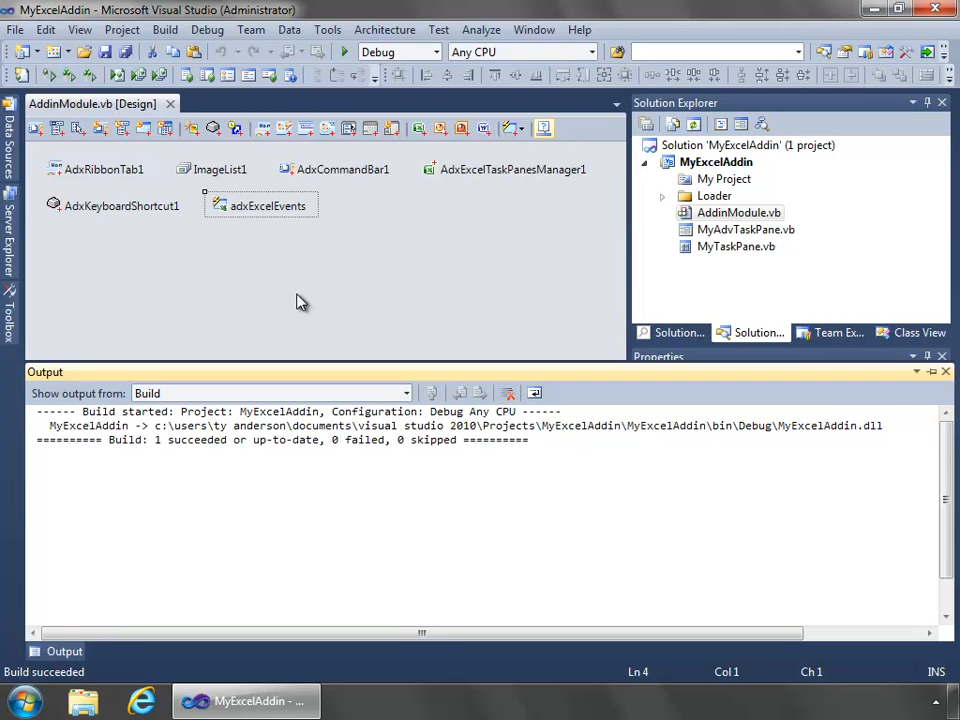 MyExcelAddin - Microsoft Visual Studio (Administrator)
File Edit View Project Build Debug Team Data Tools Architecture Test Analyze Window Help
Debug Any CPU
AddinModule.vb [Design]
Data Sources
Server Explorer
Toolbox
AdxRibbonTab1 ImageList1 AdxCommandBar1 AdxExcelTaskPanesManager1
AdxKeyboardShortcut1 adxExcelEvents
Solution Explorer
Solution 'MyExcelAddin' (1 project)
MyExcelAddin
My Project
Loader
AddinModule.vb
MyAdvTaskPane.vb
MyTaskPane.vb
Solution... Solution... Team Ex... Class View
Properties
Output
Show output from: Build
------ Build started: Project: MyExcelAddin, Configuration: Debug Any CPU ------
MyExcelAddin -> c:\users\ty anderson\documents\visual studio 2010\Projects\MyExcelAddin\MyExcelAddin\bin\Debug\MyExcelAddin.dll
========== Build: 1 succeeded or up-to-date, 0 failed, 0 skipped ==========
Output
Build succeeded Ln 4 Col 1 Ch 1 INS
MyExcelAddin - ...